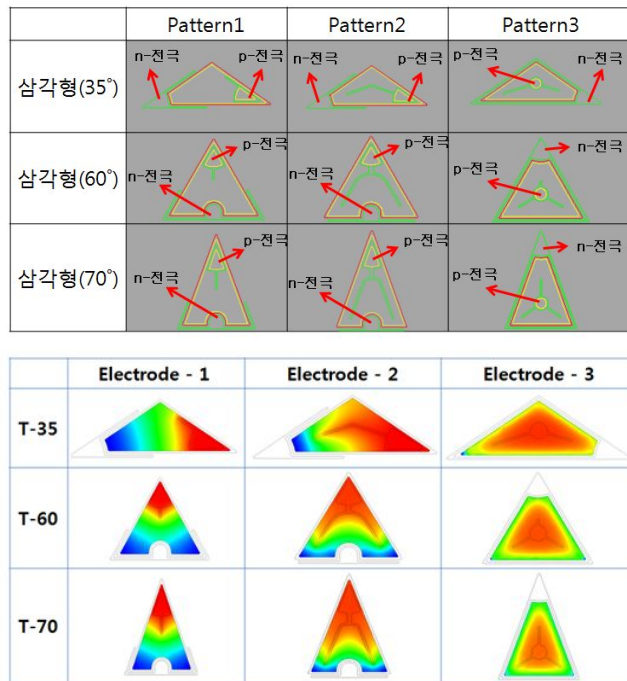 Pattern1 Pattern2 Pattern3
삼각형(35˚) n-전극 p-전극 n-전극 p-전극 p-전극 n-전극
삼각형(60˚) p-전극 n-전극 p-전극 n-전극 n-전극 p-전극
삼각형(70˚) p-전극 n-전극 p-전극 n-전극 n-전극 p-전극
Electrode - 1 Electrode - 2 Electrode - 3
T-35
T-60
T-70